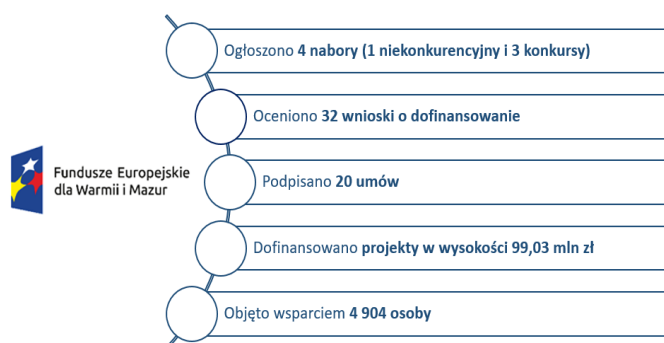 Ogłoszono 4 nabory (1 niekonkurencyjny i 3 konkursy)
Oceniono 32 wnioski o dofinansowanie
Fundusze Europejskie
dla Warmii i Mazur
Podpisano 20 umów
Dofinansowano projekty w wysokości 99,03 mln zł
Objęto wsparciem 4 904 osoby